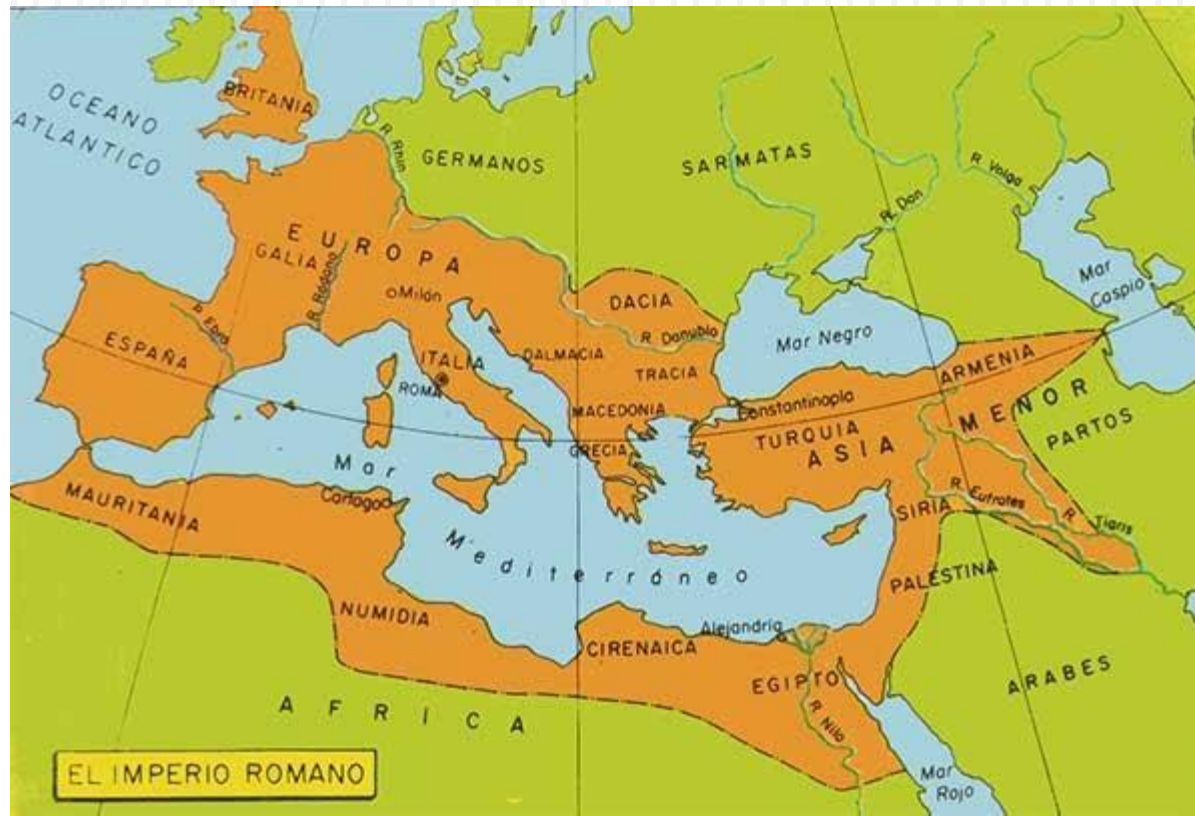 BRITANIA
OCEANO
ATLANTICO
R. Rhin
GERMANOS
SARMATAS
R. Volga
R. Don
EUROPA
GALIA
R. Ródano
Milán
DACIA
Mar
Caspio
Mar Negro
R. Danubio
R. Ebro
ESPAÑA
ITALIA
DALMACIA
ROMA
TRACIA
ARMENIA
MENOR
MACEDONIA
Constantinopla
PARTOS
TURQUIA
ASIA
GRECIA
Mar
Mediterráneo
MAURITANIA
Cartago
R. Eufrates
SIRIA
R. Tigris
PALESTINA
NUMIDIA
Alejandría
CIRENAICA
EGIPTO
ARABES
AFRICA
R. Nilo
Mar
Rojo
EL IMPERIO ROMANO